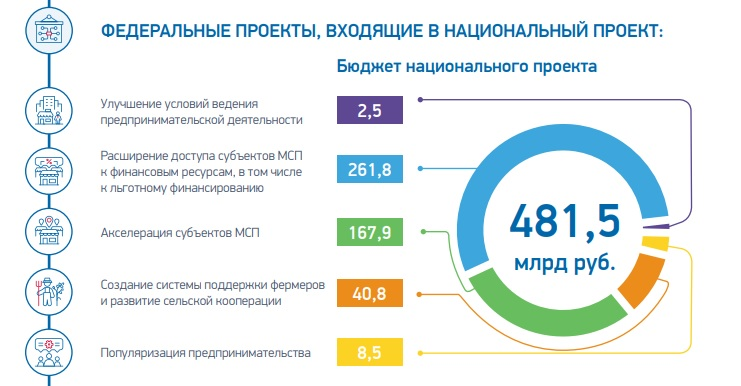 ФЕДЕРАЛЬНЫЕ ПРОЕКТЫ, ВХОДЯЩИЕ В НАЦИОНАЛЬНЫЙ ПРОЕКТ:
Бюджет национального проекта
Улучшение условий ведения
предпринимательской деятельности
2,5
Расширение доступа субъектов МСП
к финансовым ресурсам, в том числе
к льготному финансированию
261,8
Акселерация субъектов МСП
167,9
Создание системы поддержки фермеров
и развитие сельской кооперации
40,8
Популяризация предпринимательства
8,5
481,5
млрд руб.